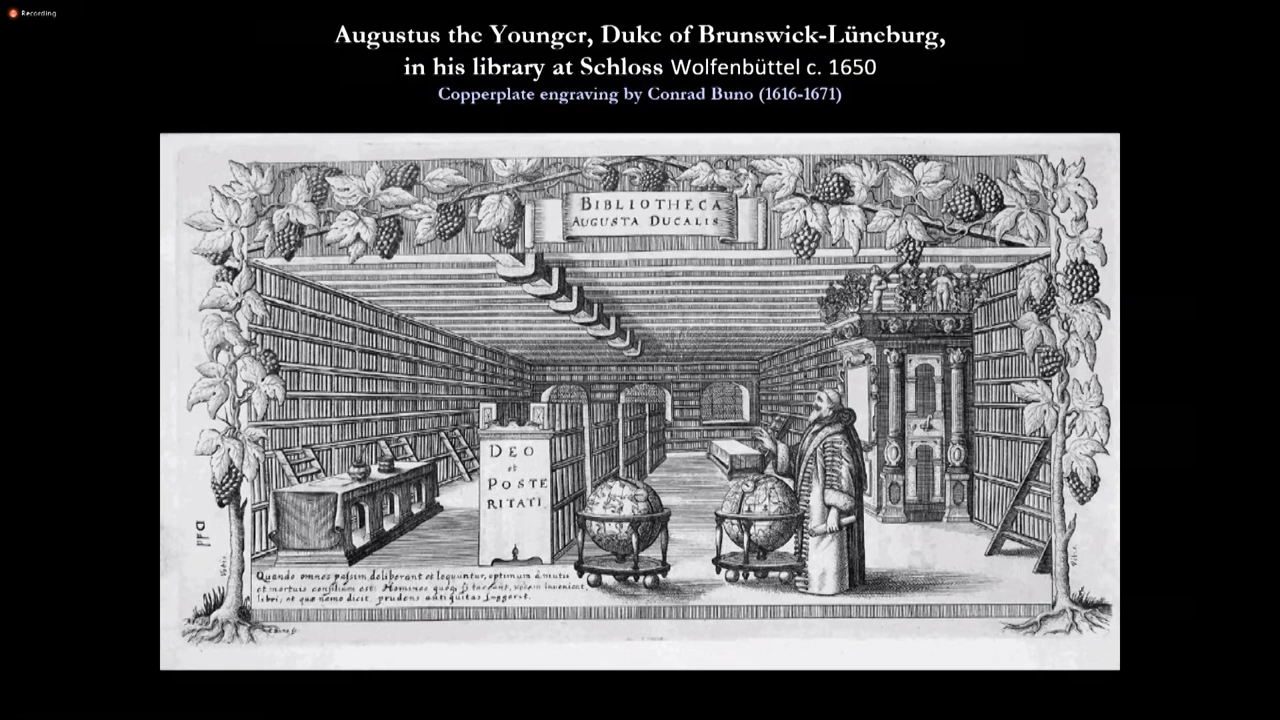 Recording
Augustus the Younger, Duke of Brunswick-Lüneburg,
in his library at Schloss Wolfenbüttel c. 1650
Copperplate engraving by Conrad Buno (1616-1671)
BIBLIOTHECA
AUGUSTA DUCALIS
DEO
et
POSTE
RITATI.
Quando omnes passim deliberant et loquuntur, optimum à mutis
et mortuis consilium est. Homines quoq, si taceant, vocem invenient
libri, et quæ nemo dicit, prudens antiquitas suggerit.